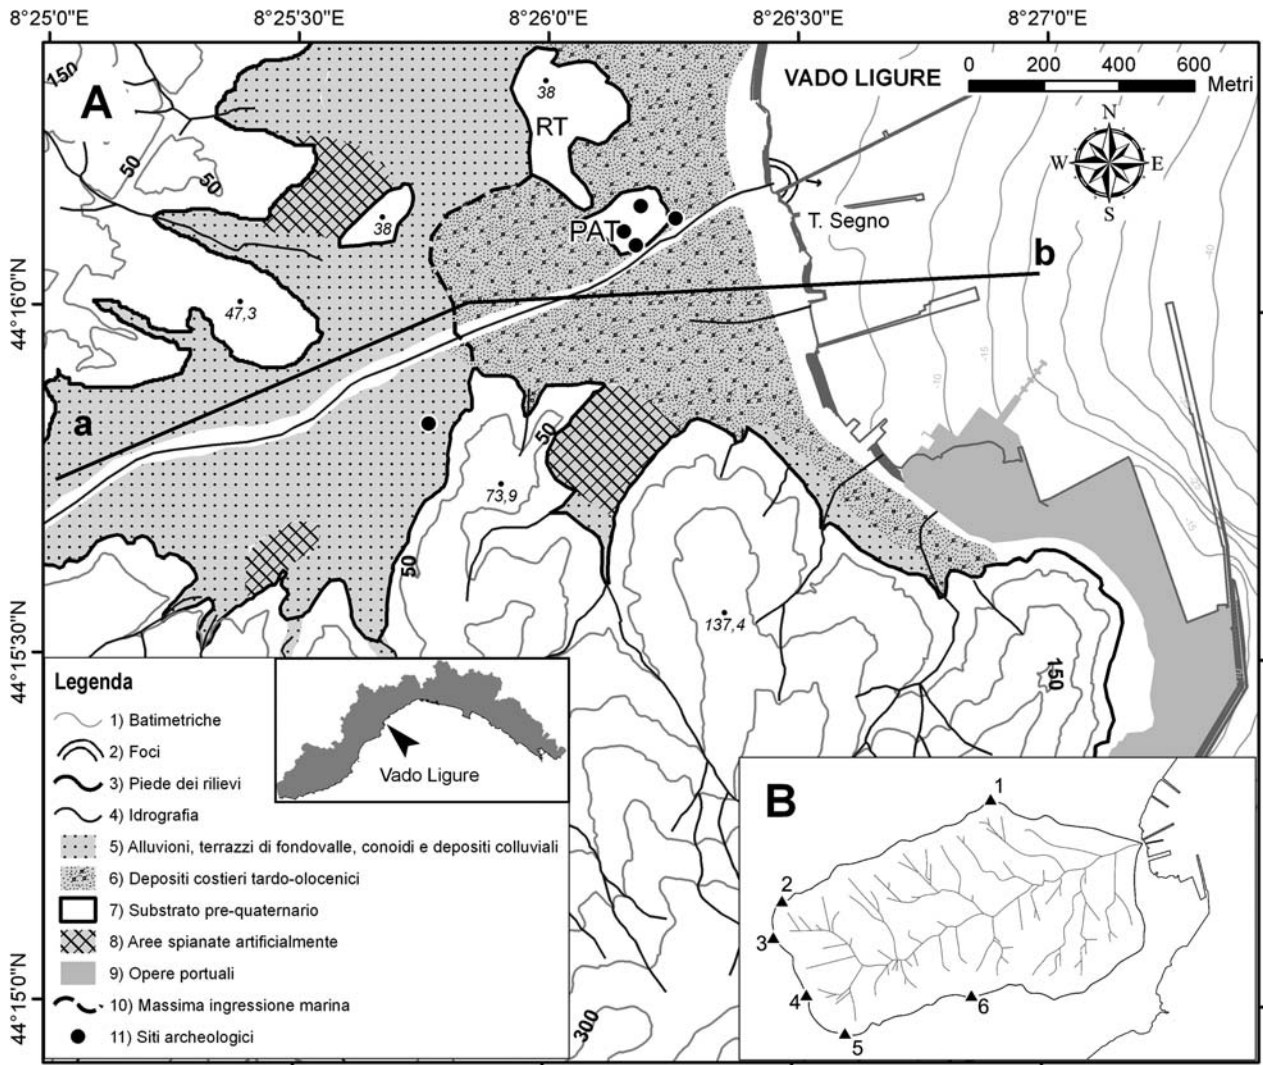 8°25'0"E 8°25'30"E 8°26'0"E 8°26'30"E 8°27'0"E
44°16'0"N
44°15'30"N
44°15'0"N
A
VADO LIGURE
0 200 400 600
Metri
N
W E
S
150
50
50
38
RT
38
PAT
T. Segno
b
47,3
a
-40
-15
-10
-25
-15
50
73,9
50
137,4
150
300
Legenda
1) Batimetriche
2) Foci
3) Piede dei rilievi
4) Idrografia
5) Alluvioni, terrazzi di fondovalle, conoidi e depositi colluviali
6) Depositi costieri tardo-olocenici
7) Substrato pre-quaternario
8) Aree spianate artificialmente
9) Opere portuali
10) Massima ingressione marina
11) Siti archeologici
Vado Ligure
B
1
2
3
4
5
6